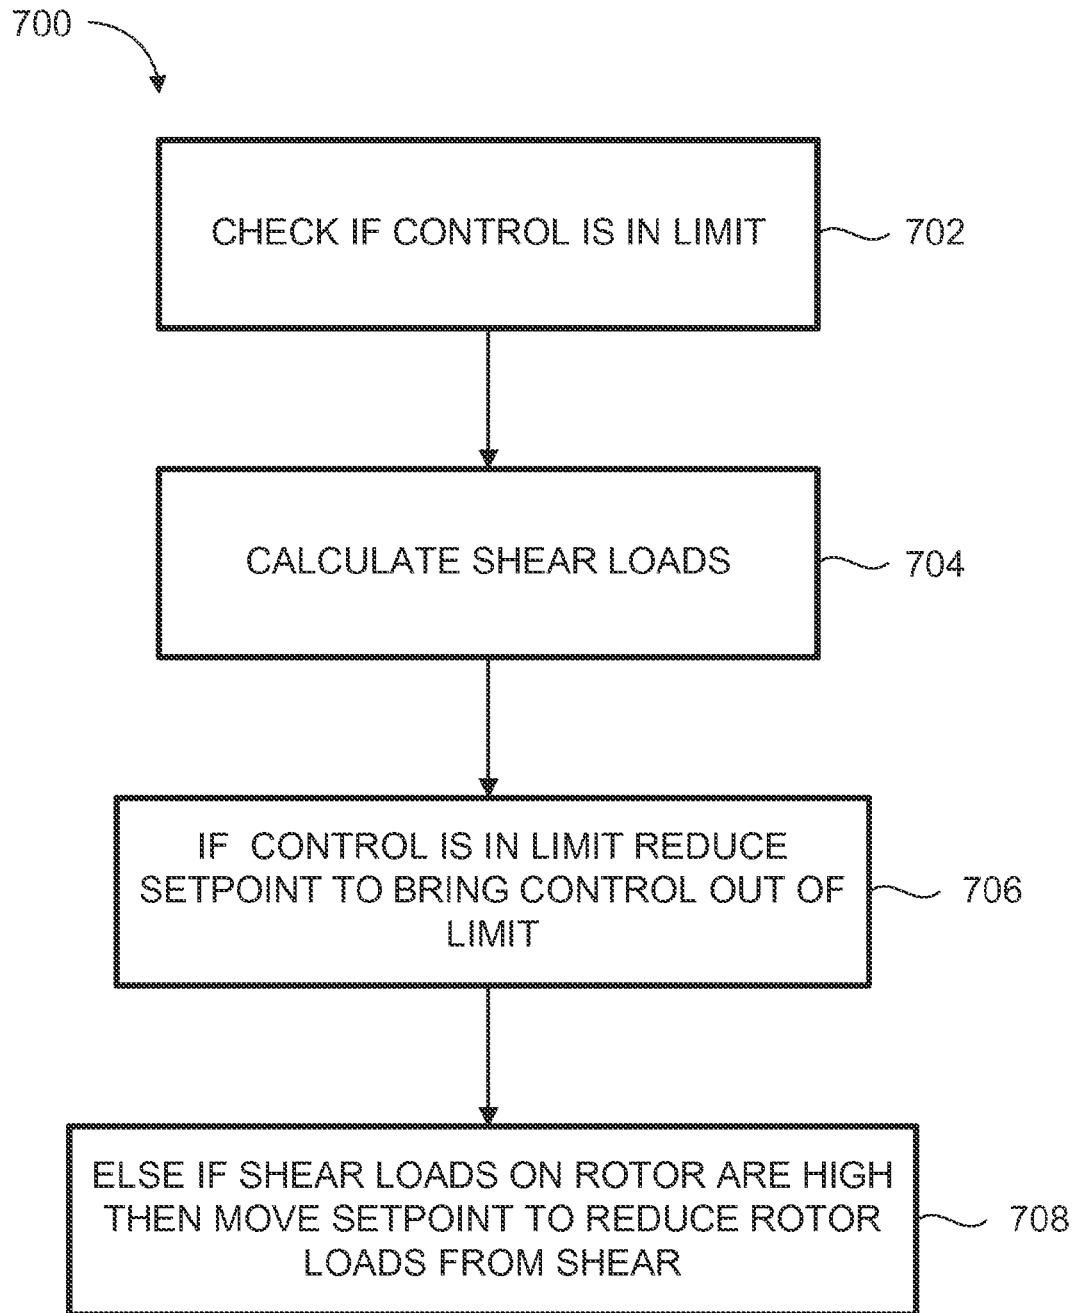 700
CHECK IF CONTROL IS IN LIMIT
702
CALCULATE SHEAR LOADS
704
IF CONTROL IS IN LIMIT REDUCE
SETPOINT TO BRING CONTROL OUT OF
LIMIT
706
ELSE IF SHEAR LOADS ON ROTOR ARE HIGH
THEN MOVE SETPOINT TO REDUCE ROTOR
LOADS FROM SHEAR
708